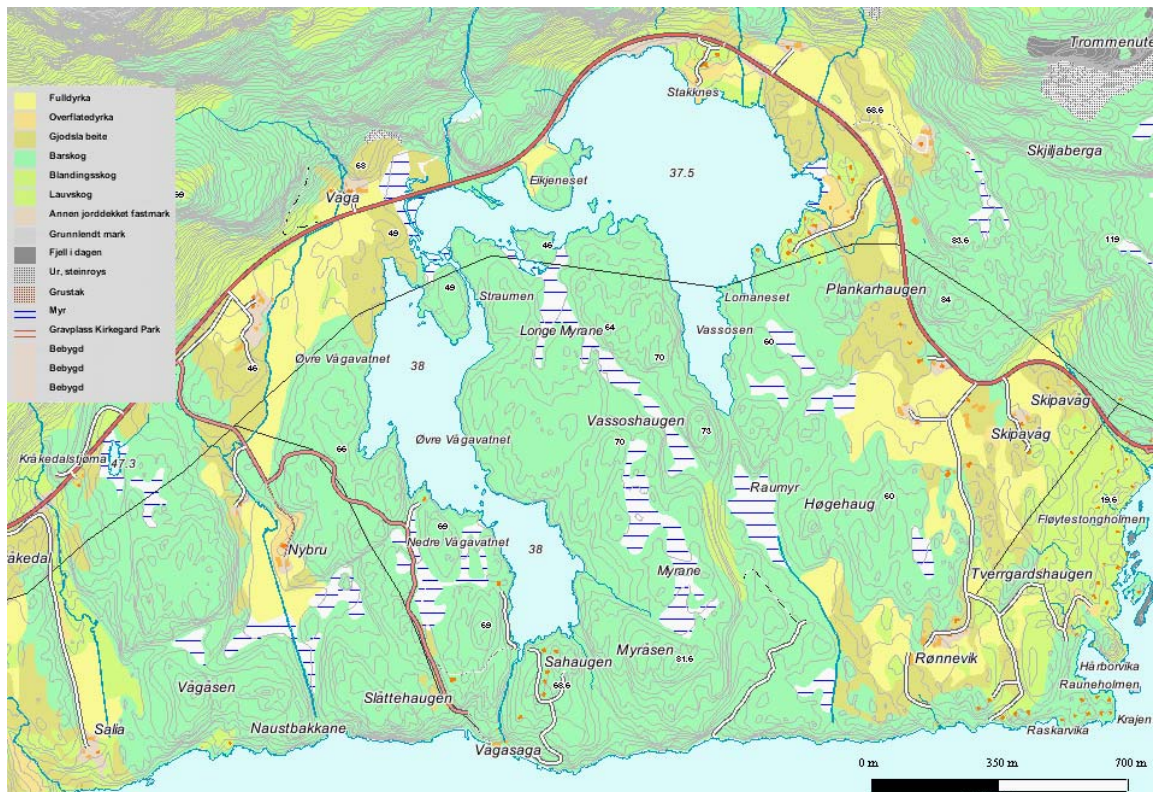 Trommenute
Stakknes
68.6
Fulldyrka
Overflatedyrka
Gjodsla beite
Barskog
Blandingsskog
Lauvskog
Annen jorddekket fastmark
Grunnlendt mark
Fjell i dagen
Ur, steinroys
Grustak
Myr
Gravplass Kirkegard Park
Bebygd
Bebygd
Bebygd
Skjiljaberga
68
Våga
Eikjeneset
37.5
49
46
83.6
119
49
Straumen
Lomaneset
Plankarhaugen
84
Longe Myrane
64
Vassosen
60
Øvre Vågavatnet
38
70
46
Skipavåg
Vassoshaugen
Øvre Vågavatnet
73
70
Skipavåg
66
Kråkedalstjørna
47.3
Raumyr
Høgehaug
60
19.6
Fløytestongholmen
69
Nedre Vågavatnet
38
råkedal
Nybru
Myrane
Tverrgardshaugen
69
Myråsen
81.6
Rønnevik
Sahaugen
68.6
Hårborvika
Rauneholmen
Vågåsen
Slåttehaugen
Krajen
Salia
Naustbakkane
Raskarvika
Vågasaga
0 m
350 m
700 m